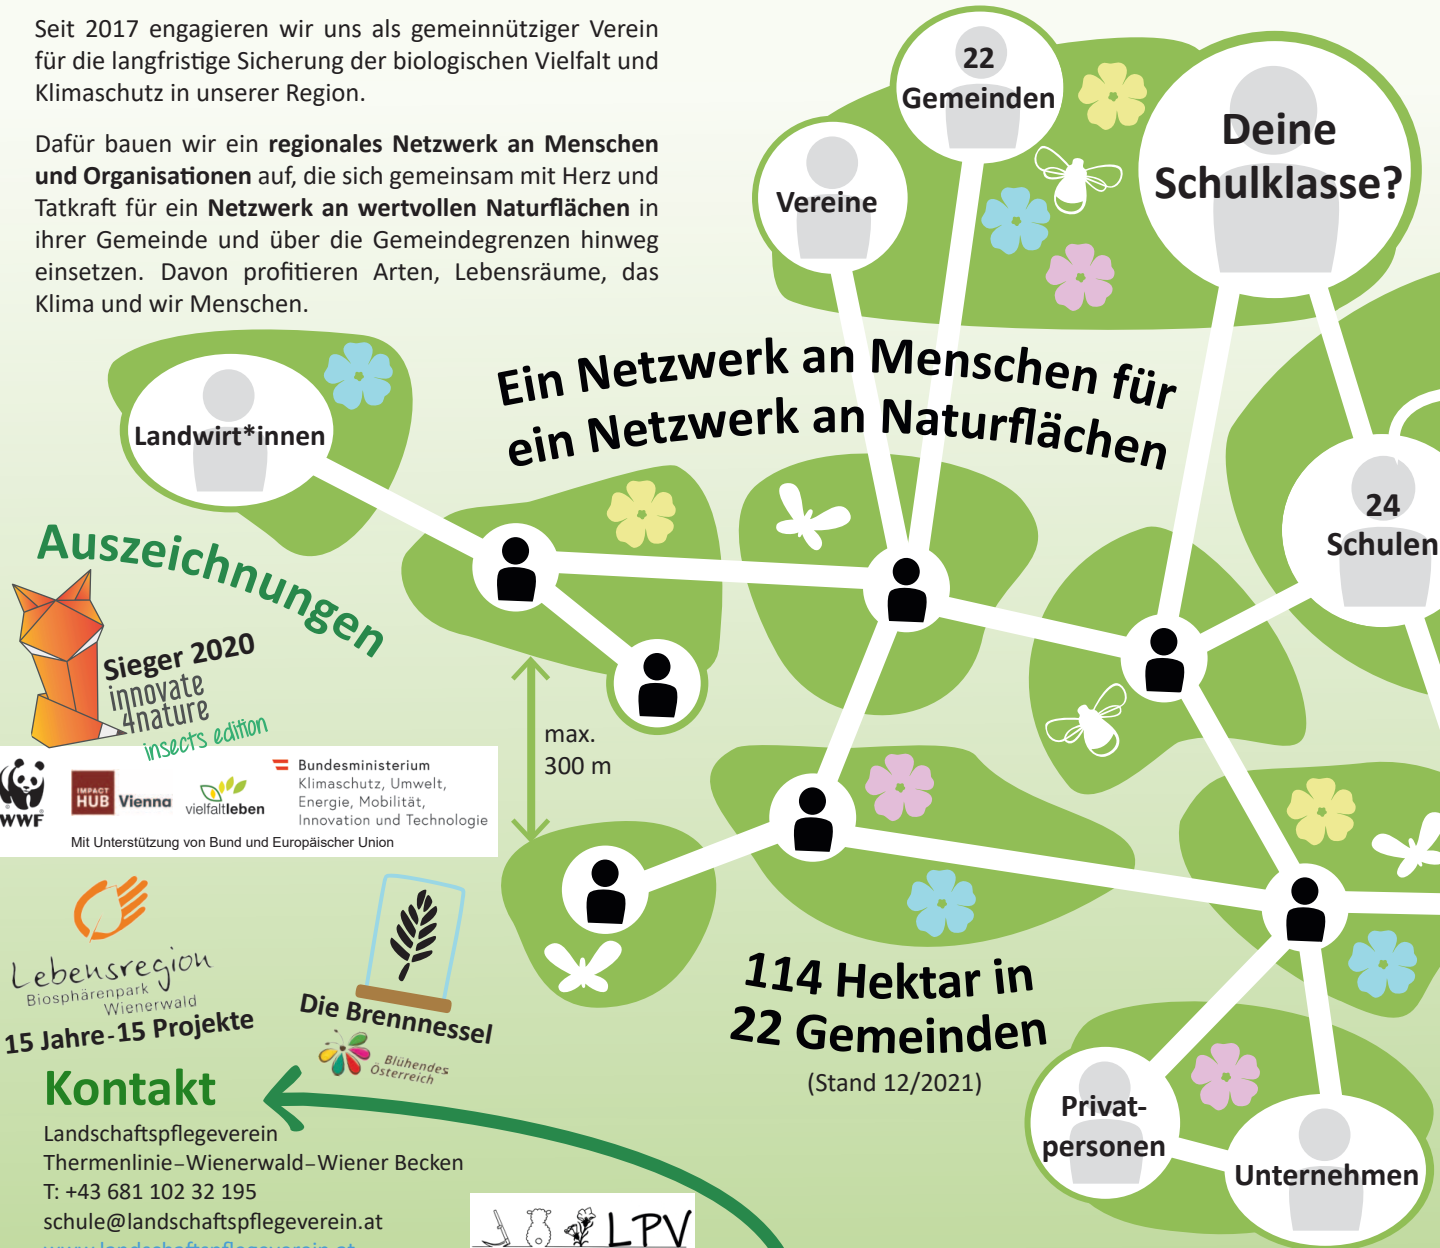 Seit 2017 engagieren wir uns als gemeinnütziger Verein
für die langfristige Sicherung der biologischen Vielfalt und
Klimaschutz in unserer Region.
Dafür bauen wir ein regionales Netzwerk an Menschen
und Organisationen auf, die sich gemeinsam mit Herz und
Tatkraft für ein Netzwerk an wertvollen Naturflächen in
ihrer Gemeinde und über die Gemeindegrenzen hinweg
einsetzen. Davon profitieren Arten, Lebensräume, das
Klima und wir Menschen.
22
Gemeinden
Vereine
Deine
Schulklasse?
Ein Netzwerk an Menschen für
ein Netzwerk an Naturflächen
Landwirt*innen
24
Schulen
Auszeichnungen
Sieger 2020
innovate
4nature
insects edition
WWF
IMPACT
HUB Vienna
vielfaltleben
Bundesministerium
Klimaschutz, Umwelt,
Energie, Mobilität,
Innovation und Technologie
Mit Unterstützung von Bund und Europäischer Union
max.
300 m
Lebensregion
Biosphärenpark
Wienerwald
15 Jahre-15 Projekte
Die Brennnessel
Blühendes
Österreich
114 Hektar in
22 Gemeinden
(Stand 12/2021)
Privat-
personen
Unternehmen
Kontakt
Landschaftspflegeverein
Thermenlinie–Wienerwald–Wiener Becken
T: +43 681 102 32 195
schule@landschaftspflegeverein.at
www.landschaftspflegeverein.at
LPV